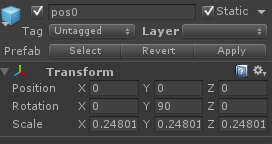 pos0 Static
Tag Untagged Layer
Prefab Select Revert Apply
Transform
Position X 0 Y 0 Z 0
Rotation X 0 Y 90 Z 0
Scale X 0.24801 Y 0.24801 Z 0.24801